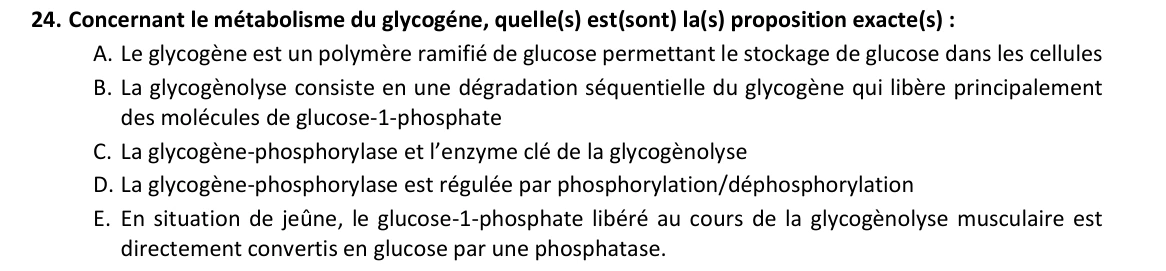 24. Concernant le métabolisme du glycogéne, quelle(s) est(sont) la(s) proposition exacte(s) :
A. Le glycogène est un polymère ramifié de glucose permettant le stockage de glucose dans les cellules
B. La glycogènolyse consiste en une dégradation séquentielle du glycogène qui libère principalement
des molécules de glucose-1-phosphate
C. La glycogène-phosphorylase et l’enzyme clé de la glycogènolyse
D. La glycogène-phosphorylase est régulée par phosphorylation/déphosphorylation
E. En situation de jeûne, le glucose-1-phosphate libéré au cours de la glycogènolyse musculaire est
directement convertis en glucose par une phosphatase.